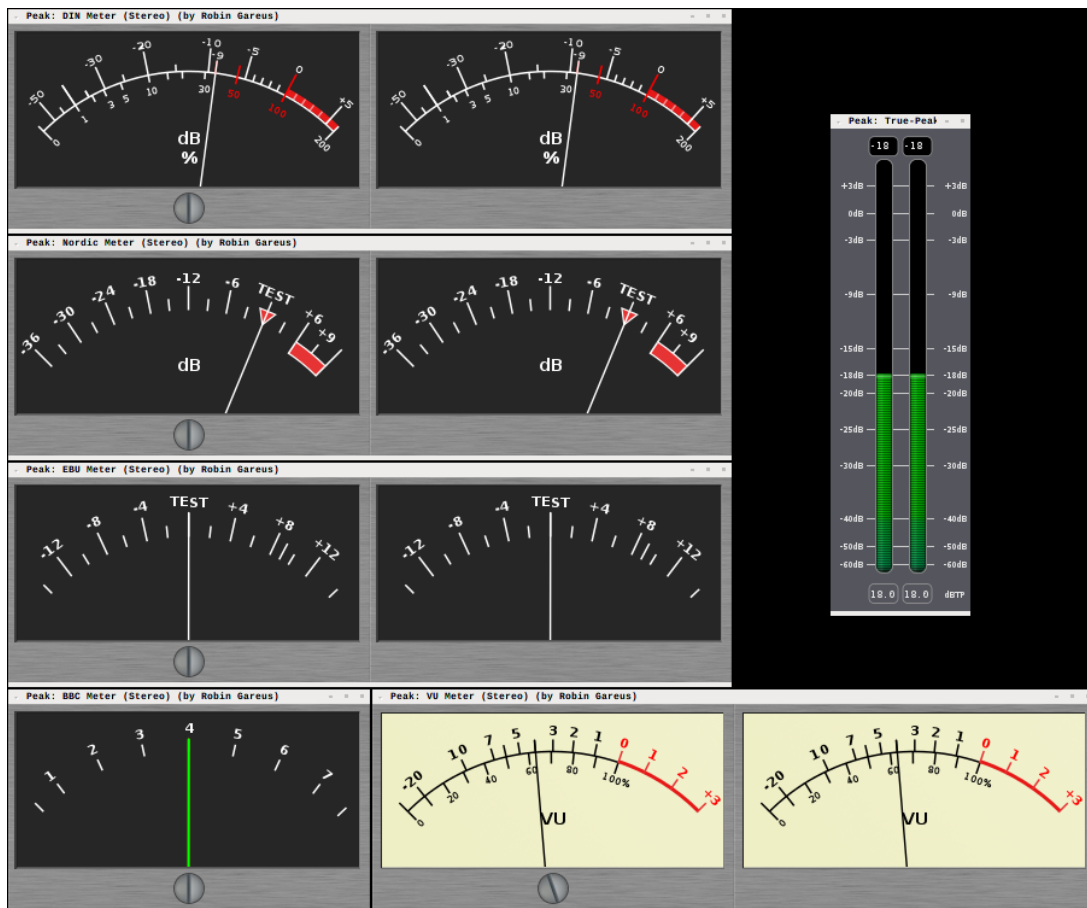 Peak: DIN Meter (Stereo) (by Robin Gareus)
-50 -30 -20 -10 -9 -5 0 +5
0 1 3 5 10 30 50 100 200
dB
%
-50 -30 -20 -10 -9 -5 0 +5
0 1 3 5 10 30 50 100 200
dB
%
Peak: True-Peak
-18 -18
+3dB +3dB
0dB 0dB
-3dB -3dB
-9dB -9dB
-15dB -15dB
-18dB -18dB
-20dB -20dB
-25dB -25dB
-30dB -30dB
-40dB -40dB
-50dB -50dB
-60dB -60dB
18.0 18.0 dBTP
Peak: Nordic Meter (Stereo) (by Robin Gareus)
-36 -30 -24 -18 -12 -6 TEST +6 +9
dB
-36 -30 -24 -18 -12 -6 TEST +6 +9
dB
Peak: EBU Meter (Stereo) (by Robin Gareus)
-12 -8 -4 TEST +4 +8 +12
-12 -8 -4 TEST +4 +8 +12
Peak: BBC Meter (Stereo) (by Robin Gareus)
1 2 3 4 5 6 7
Peak: VU Meter (Stereo) (by Robin Gareus)
-20 10 7 5 3 2 1 0 1 2 +3
0 20 40 60 80 100%
VU
-20 10 7 5 3 2 1 0 1 2 +3
0 20 40 60 80 100%
VU